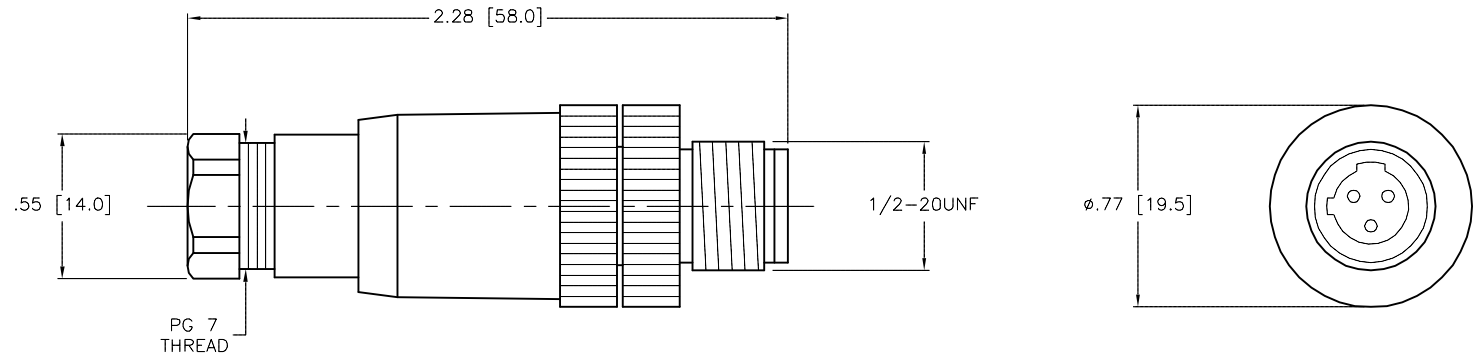 2.28 [58.0]
.55 [14.0]
1/2-20UNF
ø.77 [19.5]
PG 7
THREAD